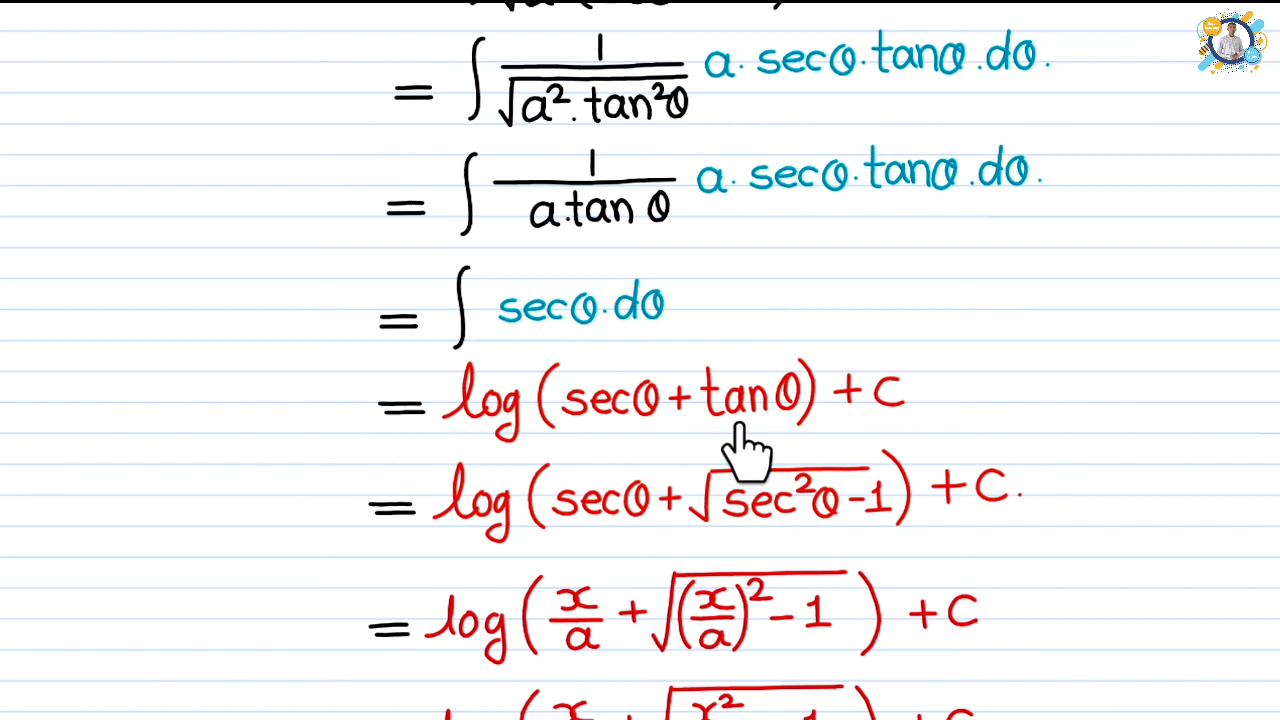 = ∫ 1/√(a².tan²θ) a.secθ.tanθ.dθ.
= ∫ 1/(a.tan θ) a.secθ.tanθ.dθ.
= ∫ secθ.dθ
= log(secθ + tanθ) + C
= log(secθ + √(sec²θ - 1)) + C.
= log(x/a + √((x/a)² - 1)) + C